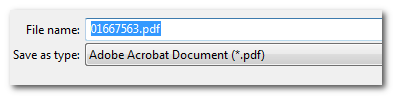 File name: 01667563.pdf
Save as type: Adobe Acrobat Document (*.pdf)